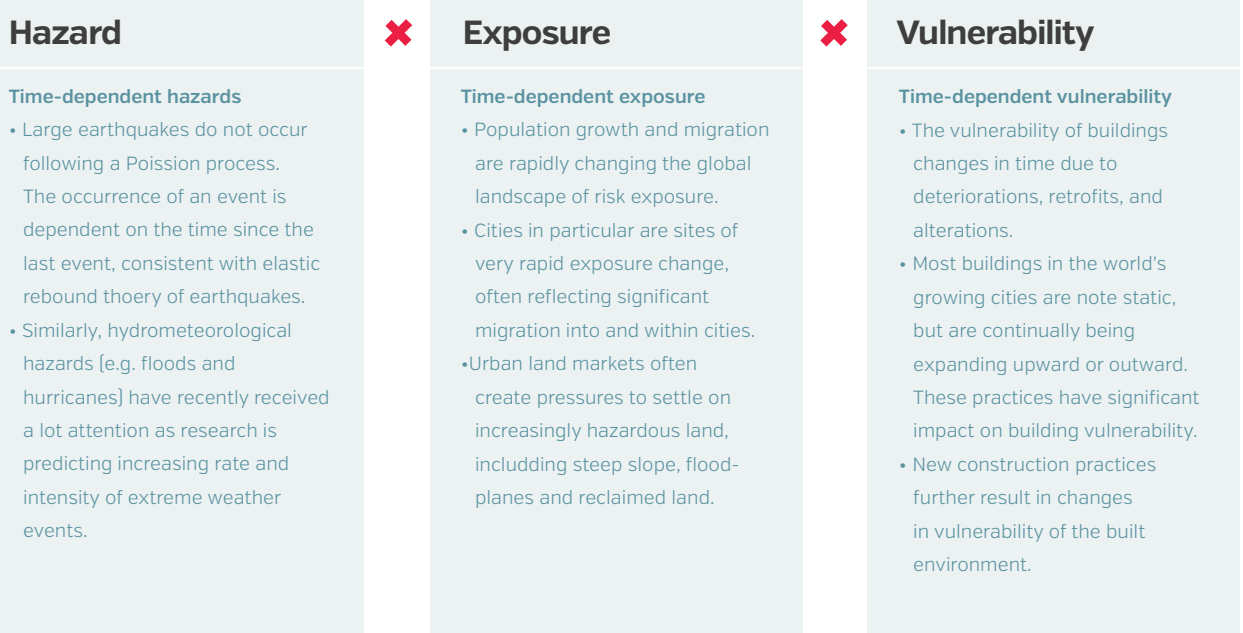 Hazard
Time-dependent hazards
• Large earthquakes do not occur
following a Poission process.
The occurrence of an event is
dependent on the time since the
last event, consistent with elastic
rebound thoery of earthquakes.
• Similarly, hydrometeorological
hazards (e.g. floods and
hurricanes) have recently received
a lot attention as research is
predicting increasing rate and
intensity of extreme weather
events.
Exposure
Time-dependent exposure
• Population growth and migration
are rapidly changing the global
landscape of risk exposure.
• Cities in particular are sites of
very rapid exposure change,
often reflecting significant
migration into and within cities.
•Urban land markets often
create pressures to settle on
increasingly hazardous land,
includding steep slope, flood-
planes and reclaimed land.
Vulnerability
Time-dependent vulnerability
• The vulnerability of buildings
changes in time due to
deteriorations, retrofits, and
alterations.
• Most buildings in the world's
growing cities are note static,
but are continually being
expanding upward or outward.
These practices have significant
impact on building vulnerability.
• New construction practices
further result in changes
in vulnerability of the built
environment.